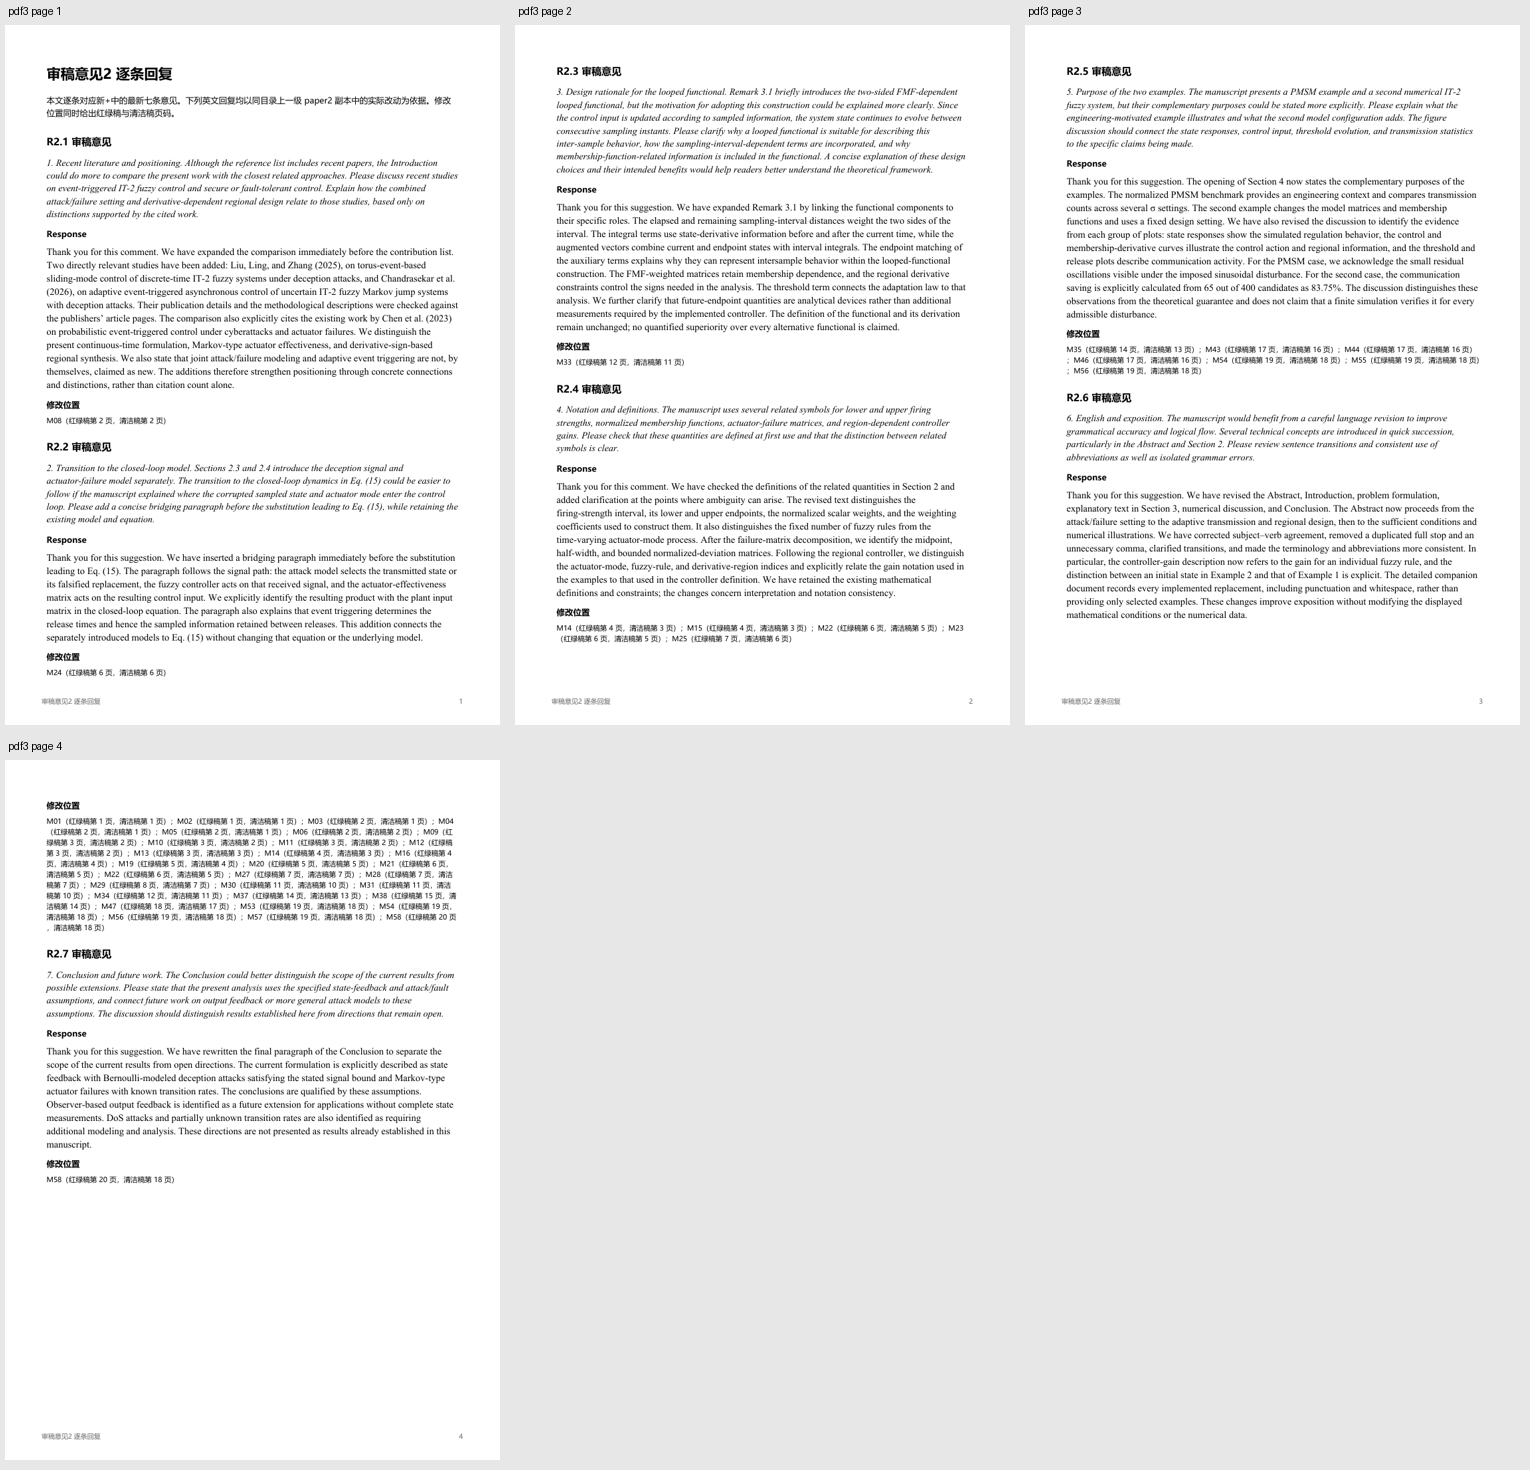 pdf3 page 1
审稿意见2 逐条回复
本文逐条对应新+中的最新七条意见。下列英文回复均以同目录上一级 paper2 副本中的实际改动为依据。修改
位置同时给出红绿稿与清洁稿页码。
R2.1 审稿意见
1. Recent literature and positioning. Although the reference list includes recent papers, the Introduction
could do more to compare the present work with the closest related approaches. Please discuss recent studies
on event-triggered IT-2 fuzzy control and secure or fault-tolerant control. Explain how the combined
attack/failure setting and derivative-dependent regional design relate to those studies, based only on
distinctions supported by the cited work.
Response
Thank you for this comment. We have expanded the comparison immediately before the contribution list.
Two directly relevant studies have been added: Liu, Ling, and Zhang (2025), on torus-event-based
sliding-mode control of discrete-time IT-2 fuzzy systems under deception attacks, and Chandrasekar et al.
(2026), on adaptive event-triggered asynchronous control of uncertain IT-2 fuzzy Markov jump systems
with deception attacks. Their publication details and the methodological descriptions were checked against
the publishers' article pages. The comparison also explicitly cites the existing work by Chen et al. (2023)
on probabilistic event-triggered control under cyberattacks and actuator failures. We distinguish the
present continuous-time formulation, Markov-type actuator effectiveness, and derivative-sign-based
regional synthesis. We also state that joint attack/failure modeling and adaptive event triggering are not, by
themselves, claimed as new. The additions therefore strengthen positioning through concrete connections
and distinctions, rather than citation count alone.
修改位置
M08（红绿稿第 2 页，清洁稿第 2 页）
R2.2 审稿意见
2. Transition to the closed-loop model. Sections 2.3 and 2.4 introduce the deception signal and
actuator-failure model separately. The transition to the closed-loop dynamics in Eq. (15) could be easier to
follow if the manuscript explained where the corrupted sampled state and actuator mode enter the control
loop. Please add a concise bridging paragraph before the substitution leading to Eq. (15), while retaining the
existing model and equation.
Response
Thank you for this suggestion. We have inserted a bridging paragraph immediately before the substitution
leading to Eq. (15). The paragraph follows the signal path: the attack model selects the transmitted state or
its falsified replacement, the fuzzy controller acts on that received signal, and the actuator-effectiveness
matrix acts on the resulting control input. We explicitly identify the resulting product with the plant input
matrix in the closed-loop equation. The paragraph also explains that event triggering determines the
release times and hence the sampled information retained between releases. This addition connects the
separately introduced models to Eq. (15) without changing that equation or the underlying model.
修改位置
M24（红绿稿第 6 页，清洁稿第 6 页）
审稿意见2 逐条回复
1
pdf3 page 2
R2.3 审稿意见
3. Design rationale for the looped functional. Remark 3.1 briefly introduces the two-sided FMF-dependent
looped functional, but the motivation for adopting this construction could be explained more clearly. Since
the control input is updated according to sampled information, the system state continues to evolve between
consecutive sampling instants. Please clarify why a looped functional is suitable for describing this
inter-sample behavior, how the sampling-interval-dependent terms are incorporated, and why
membership-function-related information is included in the functional. A concise explanation of these design
choices and their intended benefits would help readers better understand the theoretical framework.
Response
Thank you for this suggestion. We have expanded Remark 3.1 by linking the functional components to
their specific roles. The elapsed and remaining sampling-interval distances weight the two sides of the
interval. The integral terms use state-derivative information before and after the current time, while the
augmented vectors combine current and endpoint states with interval integrals. The endpoint matching of
the auxiliary terms explains why they can represent intersample behavior within the looped-functional
construction. The FMF-weighted matrices retain membership dependence, and the regional derivative
constraints control the signs needed in the analysis. The threshold term connects the adaptation law to that
analysis. We further clarify that future-endpoint quantities are analytical devices rather than additional
measurements required by the implemented controller. The definition of the functional and its derivation
remain unchanged; no quantified superiority over every alternative functional is claimed.
修改位置
M33（红绿稿第 12 页，清洁稿第 11 页）
R2.4 审稿意见
4. Notation and definitions. The manuscript uses several related symbols for lower and upper firing
strengths, normalized membership functions, actuator-failure matrices, and region-dependent controller
gains. Please check that these quantities are defined at first use and that the distinction between related
symbols is clear.
Response
Thank you for this comment. We have checked the definitions of the related quantities in Section 2 and
added clarification at the points where ambiguity can arise. The revised text distinguishes the
firing-strength interval, its lower and upper endpoints, the normalized scalar weights, and the weighting
coefficients used to construct them. It also distinguishes the fixed number of fuzzy rules from the
time-varying actuator-mode process. After the failure-matrix decomposition, we identify the midpoint,
half-width, and bounded normalized-deviation matrices. Following the regional controller, we distinguish
the actuator-mode, fuzzy-rule, and derivative-region indices and explicitly relate the gain notation used in
the examples to that used in the controller definition. We have retained the existing mathematical
definitions and constraints; the changes concern interpretation and notation consistency.
修改位置
M14（红绿稿第 4 页，清洁稿第 3 页）；M15（红绿稿第 4 页，清洁稿第 3 页）；M22（红绿稿第 6 页，清洁稿第 5 页）；M23
（红绿稿第 6 页，清洁稿第 5 页）；M25（红绿稿第 7 页，清洁稿第 6 页）
审稿意见2 逐条回复
2
pdf3 page 3
R2.5 审稿意见
5. Purpose of the two examples. The manuscript presents a PMSM example and a second numerical IT-2
fuzzy system, but their complementary purposes could be stated more explicitly. Please explain what the
engineering-motivated example illustrates and what the second model configuration adds. The figure
discussion should connect the state responses, control input, threshold evolution, and transmission statistics
to the specific claims being made.
Response
Thank you for this suggestion. The opening of Section 4 now states the complementary purposes of the
examples. The normalized PMSM benchmark provides an engineering context and compares transmission
counts across several σ settings. The second example changes the model matrices and membership
functions and uses a fixed design setting. We have also revised the discussion to identify the evidence
from each group of plots: state responses show the simulated regulation behavior, the control and
membership-derivative curves illustrate the control action and regional information, and the threshold and
release plots describe communication activity. For the PMSM case, we acknowledge the small residual
oscillations visible under the imposed sinusoidal disturbance. For the second case, the communication
saving is explicitly calculated from 65 out of 400 candidates as 83.75%. The discussion distinguishes these
observations from the theoretical guarantee and does not claim that a finite simulation verifies it for every
admissible disturbance.
修改位置
M35（红绿稿第 14 页，清洁稿第 13 页）；M43（红绿稿第 17 页，清洁稿第 16 页）；M44（红绿稿第 17 页，清洁稿第 16 页）
；M46（红绿稿第 17 页，清洁稿第 16 页）；M54（红绿稿第 19 页，清洁稿第 18 页）；M55（红绿稿第 19 页，清洁稿第 18 页）
；M56（红绿稿第 19 页，清洁稿第 18 页）
R2.6 审稿意见
6. English and exposition. The manuscript would benefit from a careful language revision to improve
grammatical accuracy and logical flow. Several technical concepts are introduced in quick succession,
particularly in the Abstract and Section 2. Please review sentence transitions and consistent use of
abbreviations as well as isolated grammar errors.
Response
Thank you for this suggestion. We have revised the Abstract, Introduction, problem formulation,
explanatory text in Section 3, numerical discussion, and Conclusion. The Abstract now proceeds from the
attack/failure setting to the adaptive transmission and regional design, then to the sufficient conditions and
numerical illustrations. We have corrected subject–verb agreement, removed a duplicated full stop and an
unnecessary comma, clarified transitions, and made the terminology and abbreviations more consistent. In
particular, the controller-gain description now refers to the gain for an individual fuzzy rule, and the
distinction between an initial state in Example 2 and that of Example 1 is explicit. The detailed companion
document records every implemented replacement, including punctuation and whitespace, rather than
providing only selected examples. These changes improve exposition without modifying the displayed
mathematical conditions or the numerical data.
审稿意见2 逐条回复
3
pdf3 page 4
修改位置
M01（红绿稿第 1 页，清洁稿第 1 页）；M02（红绿稿第 1 页，清洁稿第 1 页）；M03（红绿稿第 2 页，清洁稿第 1 页）；M04
（红绿稿第 2 页，清洁稿第 1 页）；M05（红绿稿第 2 页，清洁稿第 1 页）；M06（红绿稿第 2 页，清洁稿第 2 页）；M09（红
绿稿第 3 页，清洁稿第 2 页）；M10（红绿稿第 3 页，清洁稿第 2 页）；M11（红绿稿第 3 页，清洁稿第 2 页）；M12（红绿稿
第 3 页，清洁稿第 2 页）；M13（红绿稿第 3 页，清洁稿第 3 页）；M14（红绿稿第 4 页，清洁稿第 3 页）；M16（红绿稿第 4
页，清洁稿第 4 页）；M19（红绿稿第 5 页，清洁稿第 4 页）；M20（红绿稿第 5 页，清洁稿第 5 页）；M21（红绿稿第 6 页，
清洁稿第 5 页）；M22（红绿稿第 6 页，清洁稿第 5 页）；M27（红绿稿第 7 页，清洁稿第 7 页）；M28（红绿稿第 7 页，清洁
稿第 7 页）；M29（红绿稿第 8 页，清洁稿第 7 页）；M30（红绿稿第 11 页，清洁稿第 10 页）；M31（红绿稿第 11 页，清洁
稿第 10 页）；M34（红绿稿第 12 页，清洁稿第 11 页）；M37（红绿稿第 14 页，清洁稿第 13 页）；M38（红绿稿第 15 页，清
洁稿第 14 页）；M47（红绿稿第 18 页，清洁稿第 17 页）；M53（红绿稿第 19 页，清洁稿第 18 页）；M54（红绿稿第 19 页，
清洁稿第 18 页）；M56（红绿稿第 19 页，清洁稿第 18 页）；M57（红绿稿第 19 页，清洁稿第 18 页）；M58（红绿稿第 20 页
，清洁稿第 18 页）
R2.7 审稿意见
7. Conclusion and future work. The Conclusion could better distinguish the scope of the current results from
possible extensions. Please state that the present analysis uses the specified state-feedback and attack/fault
assumptions, and connect future work on output feedback or more general attack models to these
assumptions. The discussion should distinguish results established here from directions that remain open.
Response
Thank you for this suggestion. We have rewritten the final paragraph of the Conclusion to separate the
scope of the current results from open directions. The current formulation is explicitly described as state
feedback with Bernoulli-modeled deception attacks satisfying the stated signal bound and Markov-type
actuator failures with known transition rates. The conclusions are qualified by these assumptions.
Observer-based output feedback is identified as a future extension for applications without complete state
measurements. DoS attacks and partially unknown transition rates are also identified as requiring
additional modeling and analysis. These directions are not presented as results already established in this
manuscript.
修改位置
M58（红绿稿第 20 页，清洁稿第 18 页）
审稿意见2 逐条回复
4